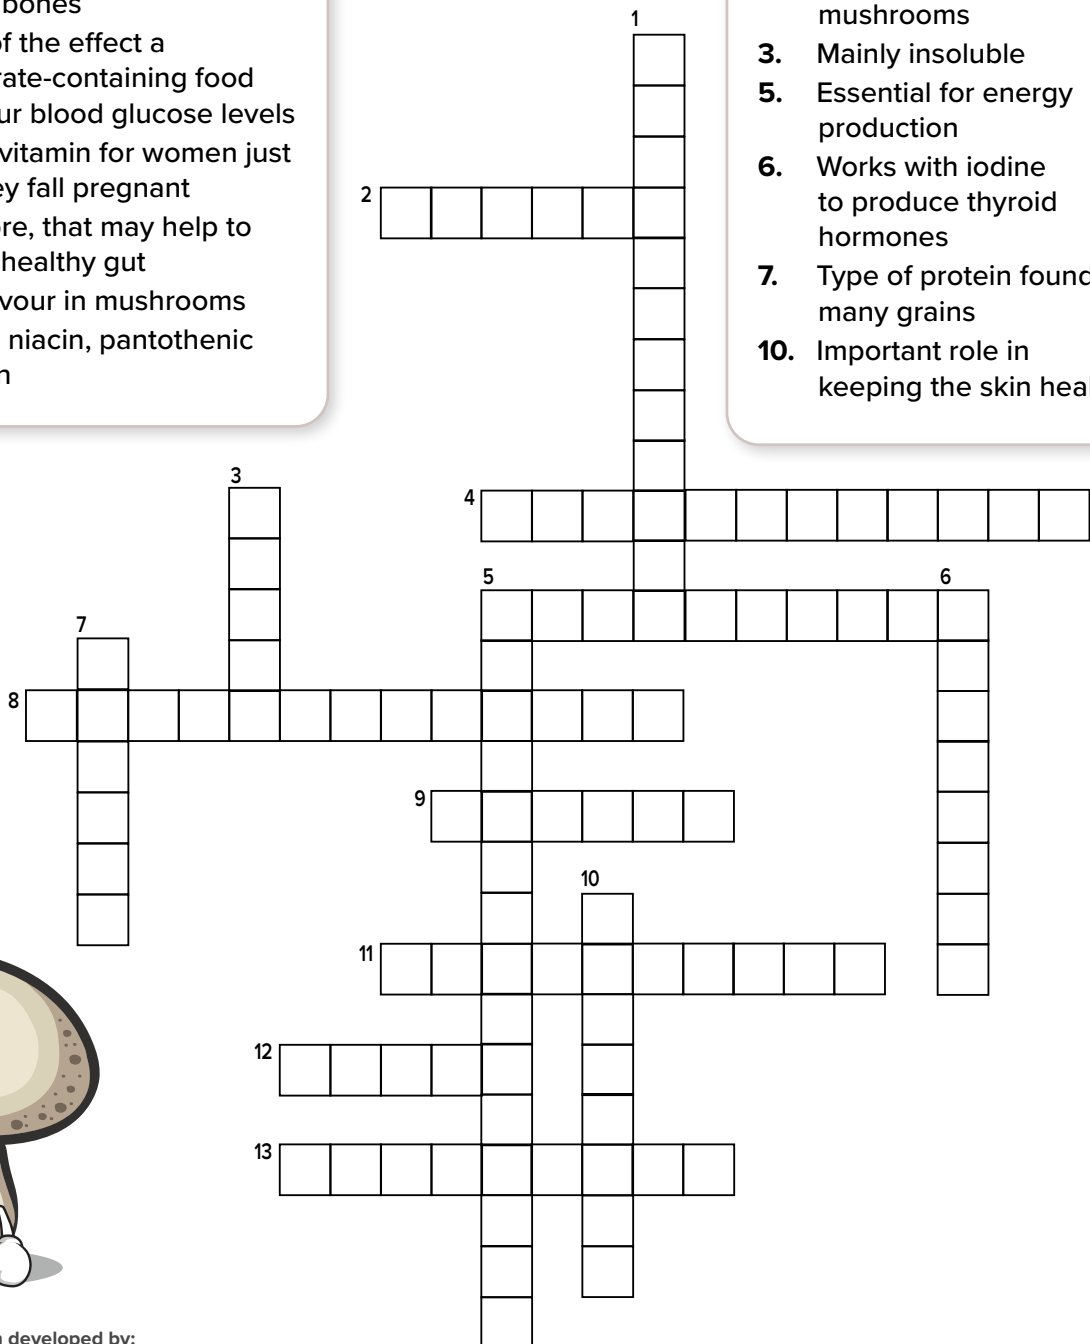 bones
of the effect a
rate-containing food
ur blood glucose levels
vitamin for women just
ey fall pregnant
re, that may help to
healthy gut
vour in mushrooms
niacin, pantothenic
n
mushrooms
3. Mainly insoluble
5. Essential for energy
production
6. Works with iodine
to produce thyroid
hormones
7. Type of protein found
many grains
10. Important role in
keeping the skin heal
1
2
3
4
5
6
7
8
9
10
11
12
13
developed by: